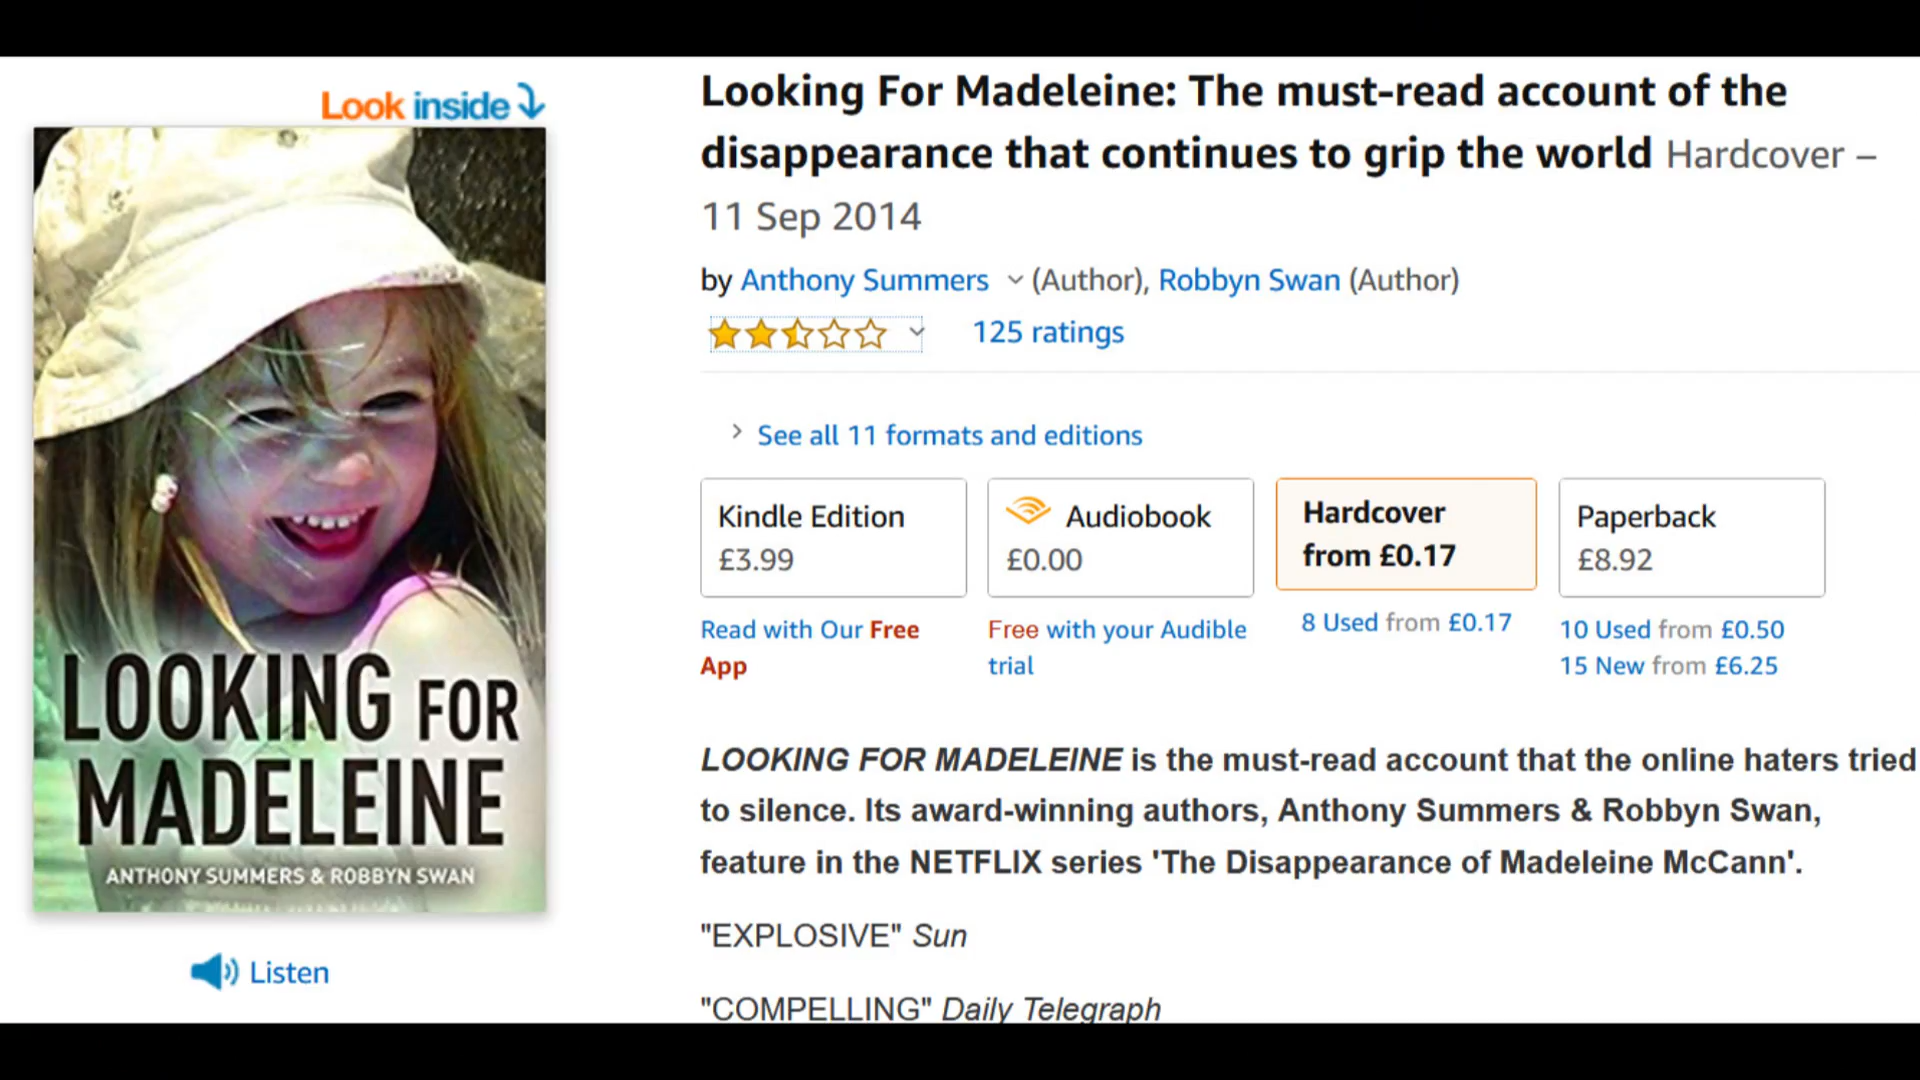 Look inside
LOOKING FOR
MADELEINE
ANTHONY SUMMERS & ROBBYN SWAN
Listen
Looking For Madeleine: The must-read account of the
disappearance that continues to grip the world Hardcover –
11 Sep 2014
by Anthony Summers (Author), Robbyn Swan (Author)
125 ratings
See all 11 formats and editions
Kindle Edition
£3.99
Read with Our Free
App
Audiobook
£0.00
Free with your Audible
trial
Hardcover
from £0.17
8 Used from £0.17
Paperback
£8.92
10 Used from £0.50
15 New from £6.25
LOOKING FOR MADELEINE is the must-read account that the online haters tried
to silence. Its award-winning authors, Anthony Summers & Robbyn Swan,
feature in the NETFLIX series 'The Disappearance of Madeleine McCann'.
"EXPLOSIVE" Sun
"COMPELLING" Daily Telegraph